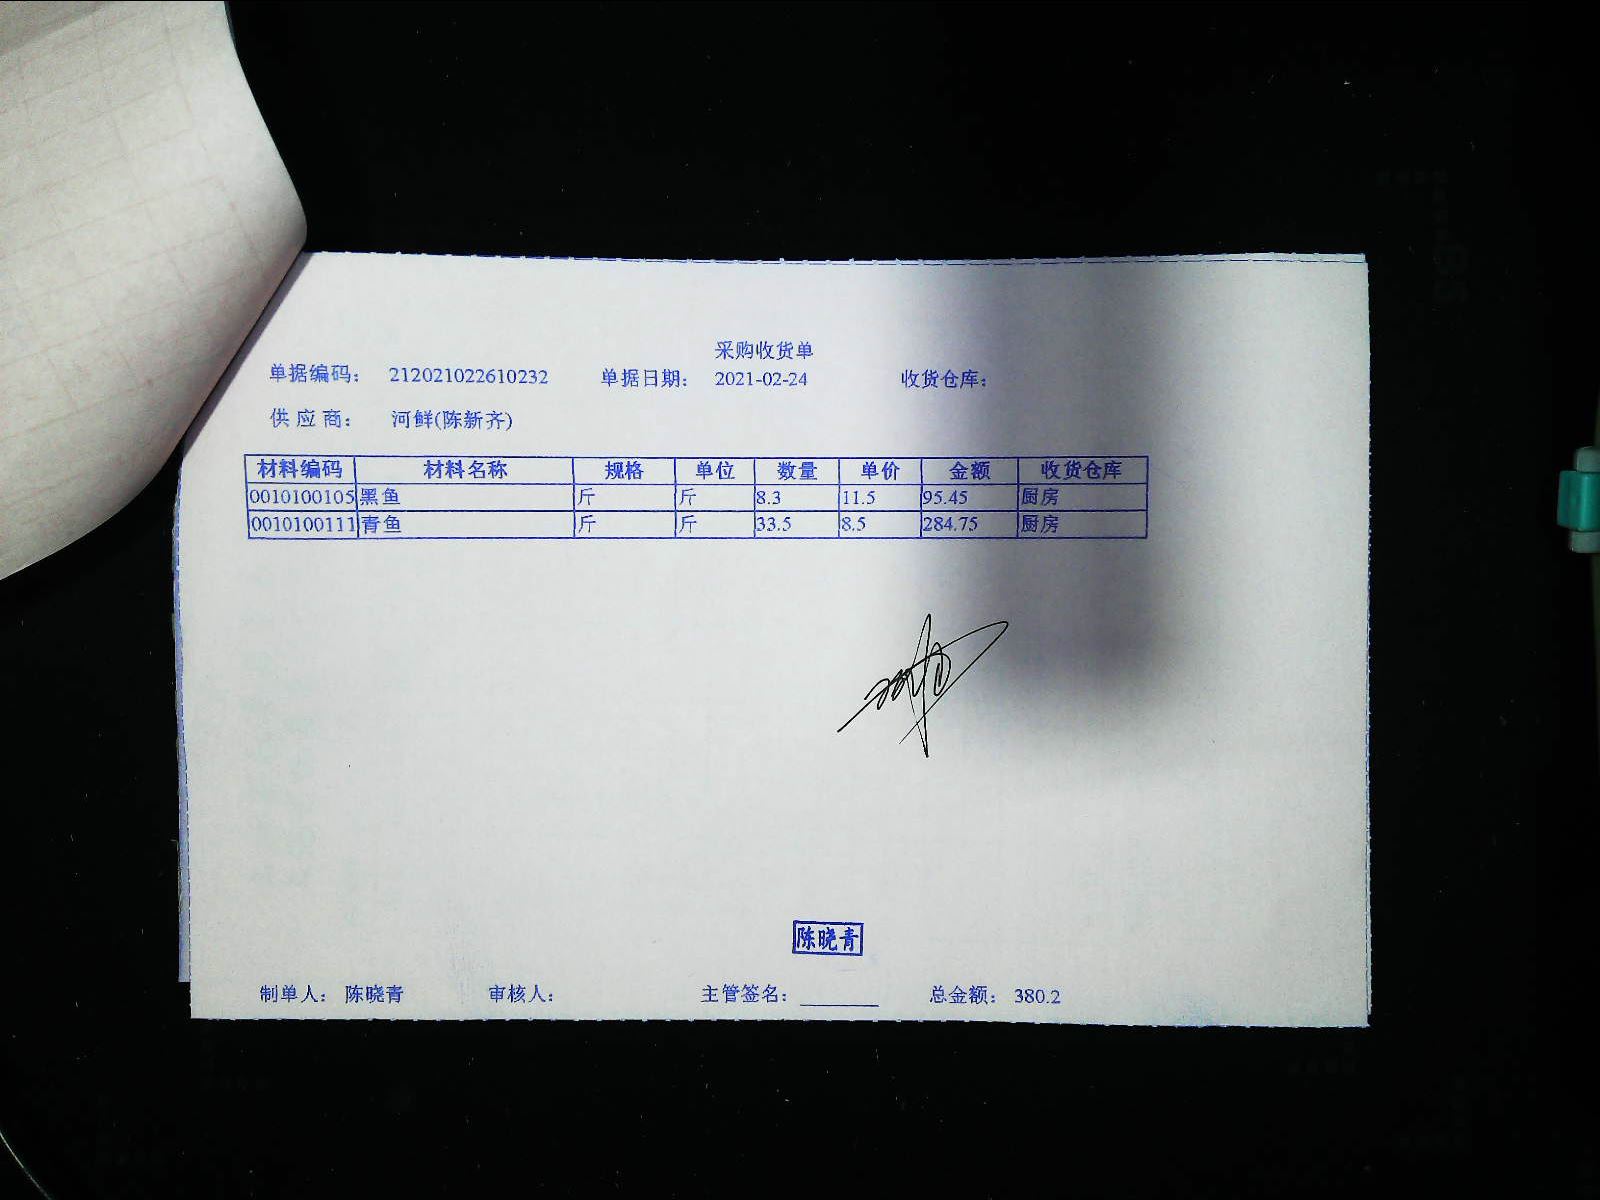 采购收货单
单据编码： 212021022610232 单据日期： 2021-02-24 收货仓库：
供应商： 河鲜(陈新齐)
材料编码 材料名称 规格 单位 数量 单价 金额 收货仓库
0010100105 黑鱼 斤 斤 8.3 11.5 95.45 厨房
0010100111 青鱼 斤 斤 33.5 8.5 284.75 厨房
陈晓青
制单人： 陈晓青 审核人： 主管签名： 总金额： 380.2